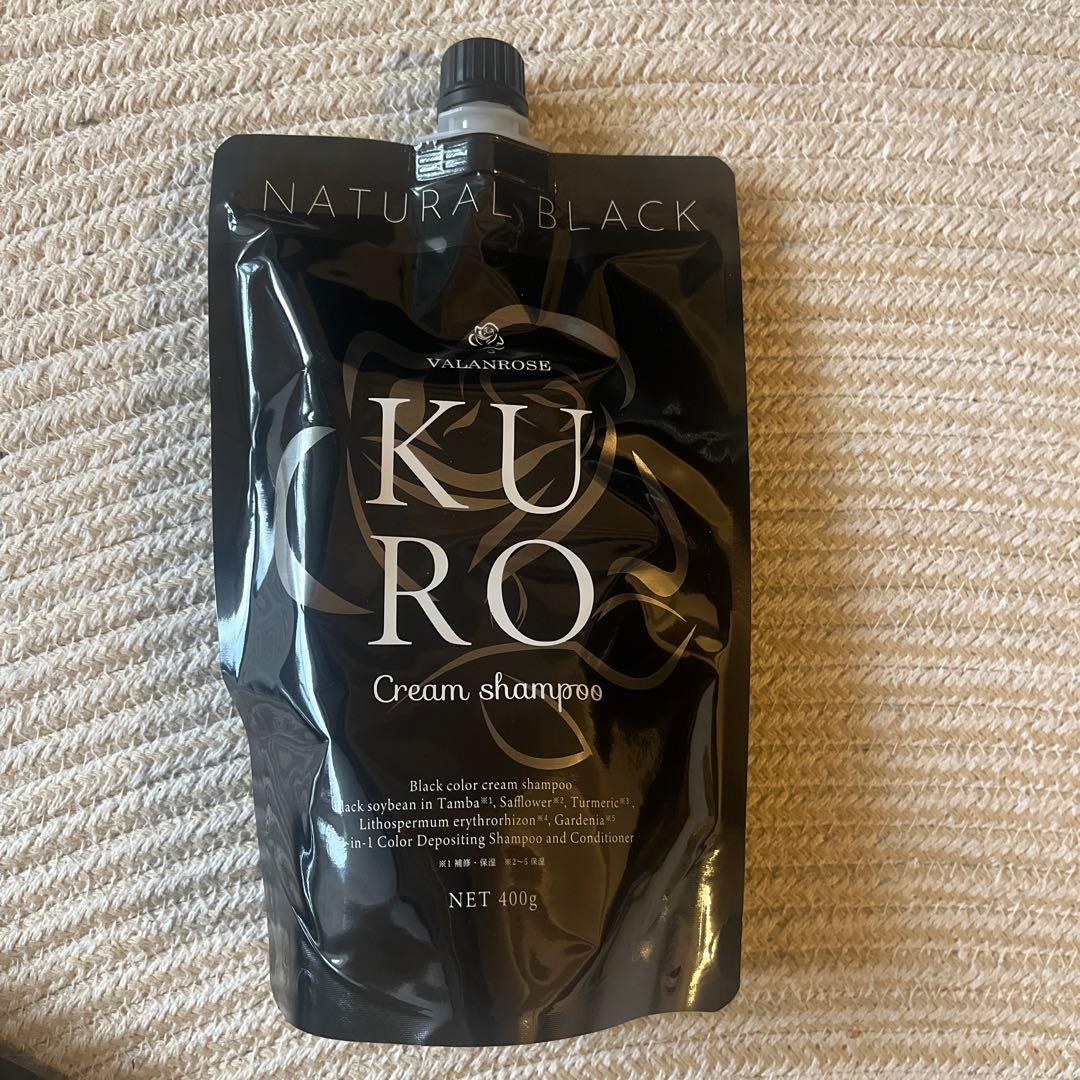 NATURAL BLACK
VALANROSE
KU
RO
Cream shampoo
Black color cream shampoo
soybean in Tamba※1, Safflower※2, Turmeric※3,
Lithospermum erythrorhizon※4, Gardenia※5
in-1 Color Depositing Shampoo and Conditioner
※1 補修・保湿 ※2~5 保湿
NET 400g